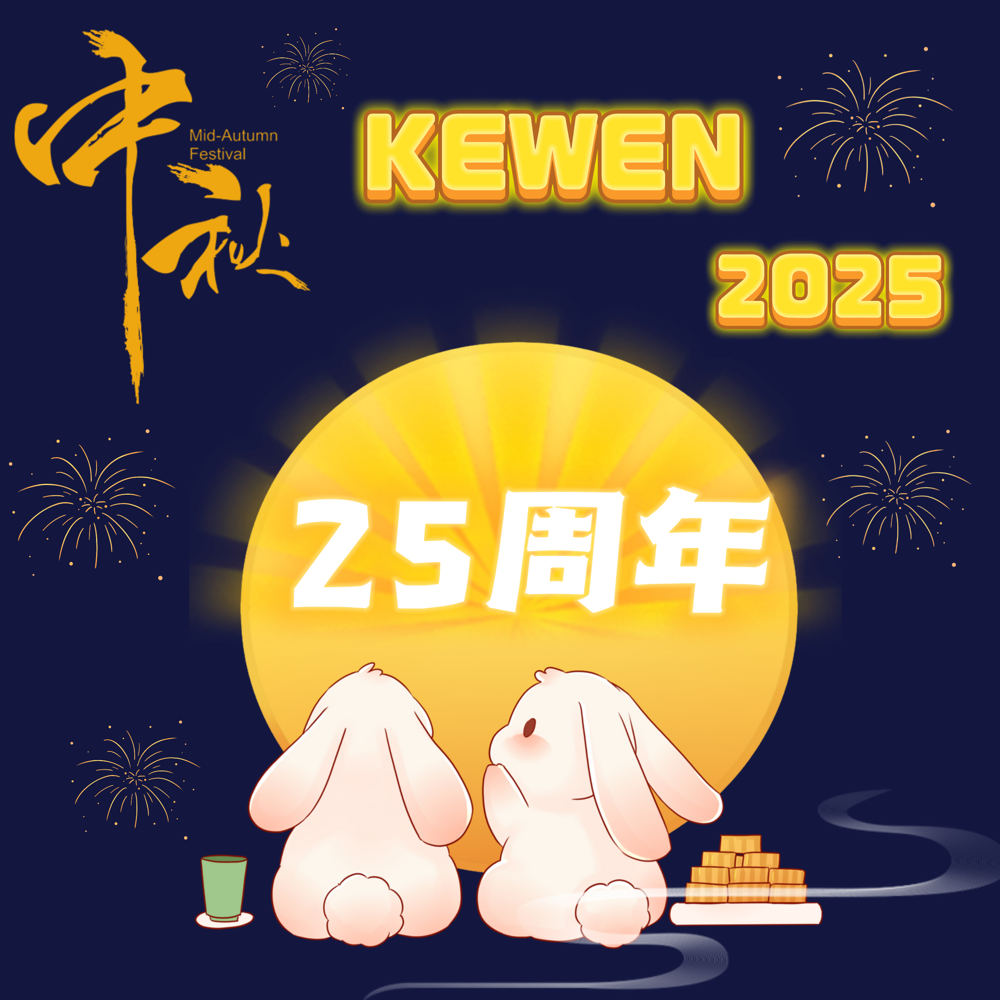 中秋
Mid-Autumn
Festival
KEWEN
2025
25周年